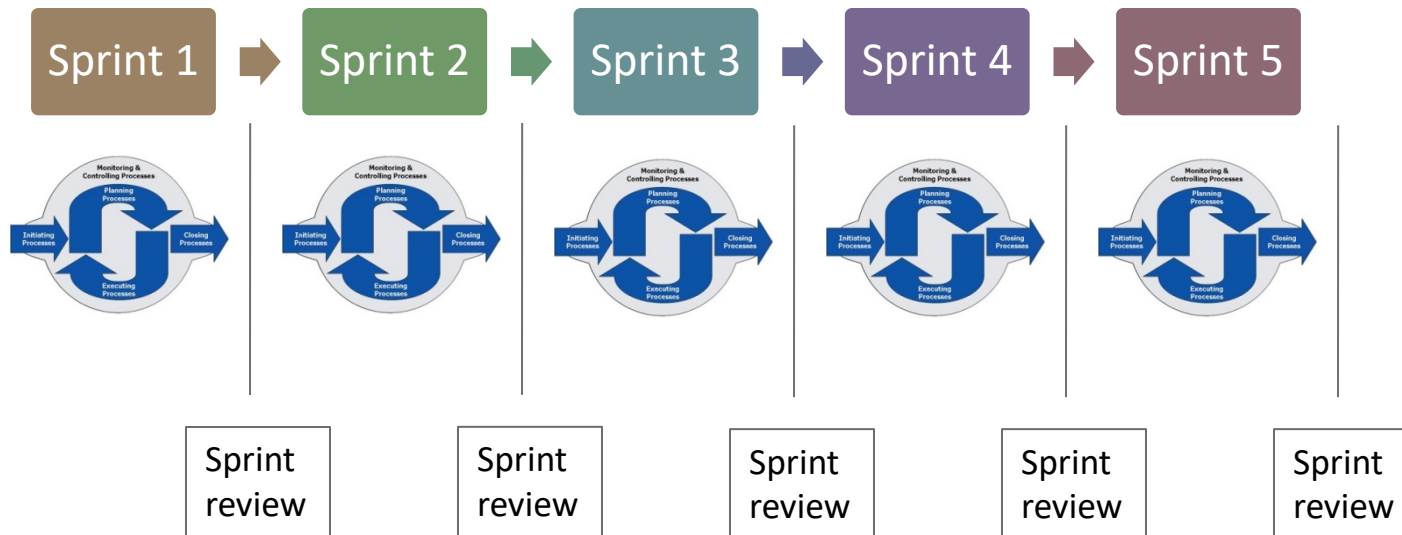 Sprint 1
Sprint 2
Sprint 3
Sprint 4
Sprint 5
Monitoring &
Controlling Processes
Planning
Processes
Initiating
Processes
Closing
Processes
Executing
Processes
Monitoring &
Controlling Processes
Planning
Processes
Initiating
Processes
Closing
Processes
Executing
Processes
Monitoring &
Controlling Processes
Planning
Processes
Initiating
Processes
Closing
Processes
Executing
Processes
Monitoring &
Controlling Processes
Planning
Processes
Initiating
Processes
Closing
Processes
Executing
Processes
Monitoring &
Controlling Processes
Planning
Processes
Initiating
Processes
Closing
Processes
Executing
Processes
Sprint
review
Sprint
review
Sprint
review
Sprint
review
Sprint
review